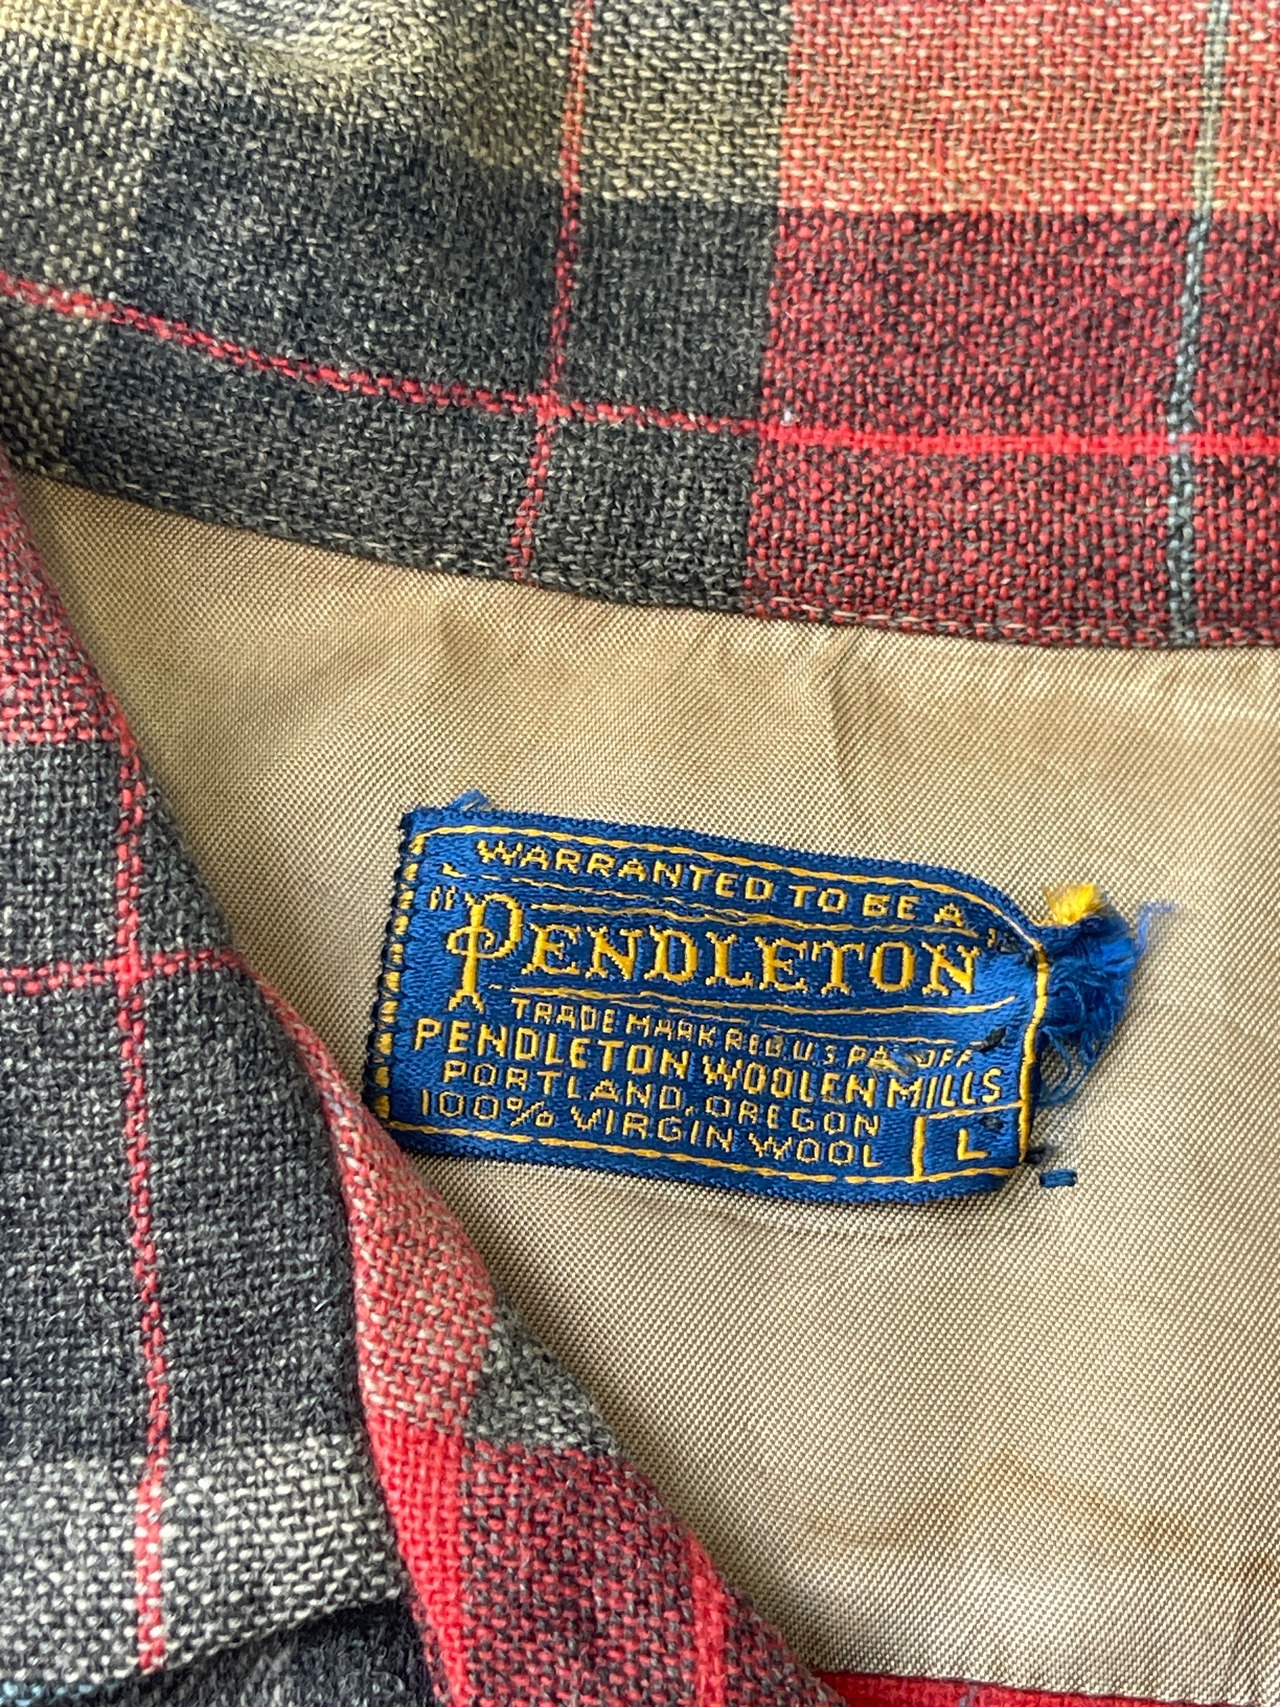 WARRANTED TO BE A
"PENDLETON"
TRADE MARK REG. U.S. PAT. OFF.
PENDLETON WOOLEN MILLS
PORTLAND, OREGON
100% VIRGIN WOOL
L